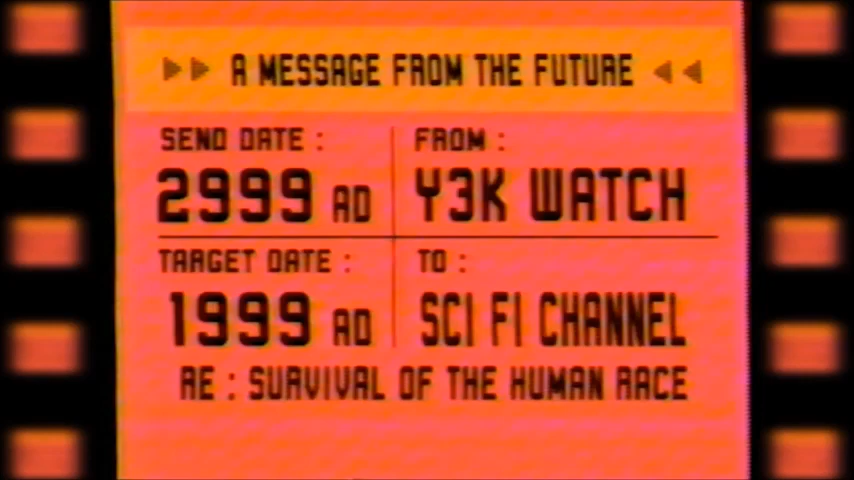 ▶▶ A MESSAGE FROM THE FUTURE ◀◀
SEND DATE :
2999 AD
FROM :
Y3K WATCH
TARGET DATE :
1999 AD
TO :
SCI FI CHANNEL
RE : SURVIVAL OF THE HUMAN RACE